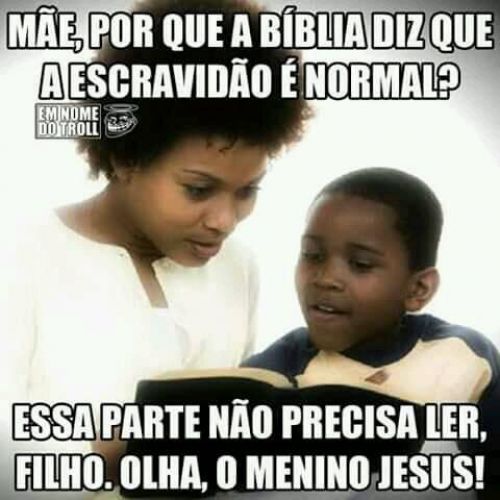 MÃE, POR QUE A BÍBLIA DIZ QUE
A ESCRAVIDÃO É NORMAL?
EM NOME
DO TROLL
ESSA PARTE NÃO PRECISA LER,
FILHO. OLHA, O MENINO JESUS!